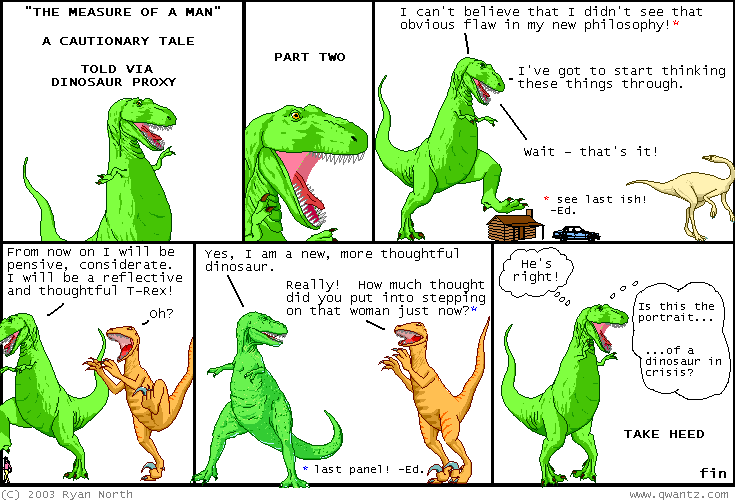 "THE MEASURE OF A MAN"
A CAUTIONARY TALE
TOLD VIA
DINOSAUR PROXY
PART TWO
I can't believe that I didn't see that
obvious flaw in my new philosophy!*
I've got to start thinking
these things through.
Wait - that's it!
* see last ish!
-Ed.
From now on I will be
pensive, considerate.
I will be a reflective
and thoughtful T-Rex!
Oh?
Yes, I am a new, more thoughtful
dinosaur.
Really! How much thought
did you put into stepping
on that woman just now?*
* last panel! -Ed.
He's
right!
Is this the
portrait...
...of a
dinosaur in
crisis?
TAKE HEED
fin
(C) 2003 Ryan North
www.qwantz.com